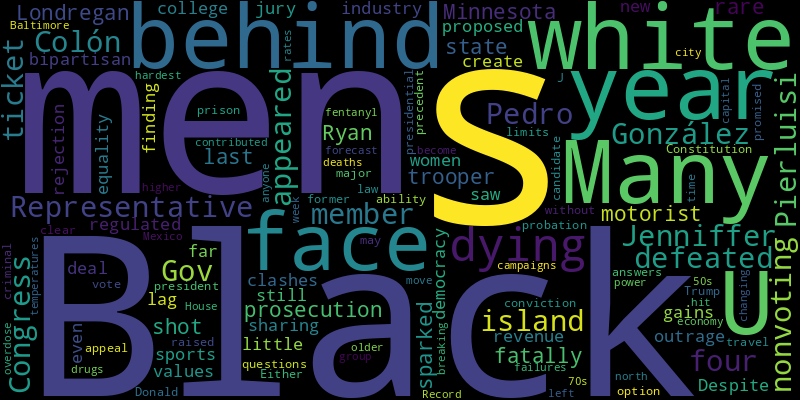 Londregan
college
jury
industry
Minnesota
new
rare
Baltimore
behind
white
proposed
Colón
rates
state
city
ticket
bipartisan
create
hardest
mens
year
J
finding
appeared
presidential
precedent
capital
promised
Pierluisi
rejection
equality
prison
fentanyl
Pedro
Ryan
limits
González
contributed
forecast
become
Constitution
last
deaths
women
candidate
Many
major
trooper
time
higher
anyone
law
ability
saw
former
Representative
week
member
without
motorist
regulated
face
probation
clear
Mexico
may
democracy
dying
Jenniffer
nonvoting
criminal
temperatures
far
defeated
Congress
deal
Gov
clashes
campaigns
answers
vote
president
still
move
power
50s
U
changing
lag
House
prosecution
breaking
conviction
Trump
hit
Black
shot
sharing
island
gains
economy
even
raised
little
sparked
revenue
outrage
travel
overdose
appeal
sports
questions
older
fatally
four
drugs
values
Either
group
failures
north
Despite
Donald
Record
70s
left
option